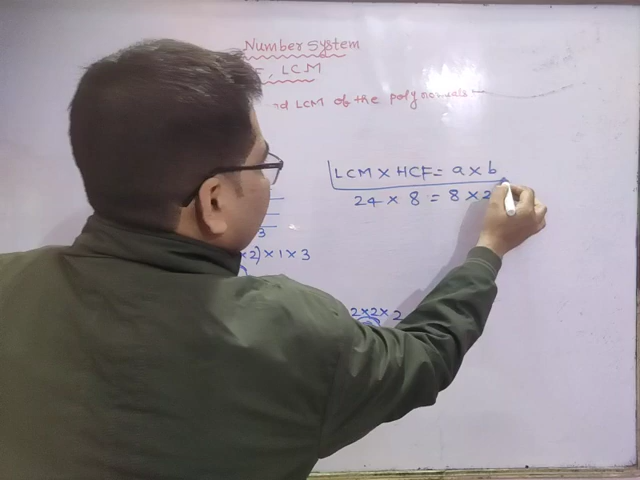 Number System
, LCM
LCM of the polynomials
LCM × HCF = a × b
24 × 8 = 8 × 2
3
×2) × 1 × 3
2×2×2